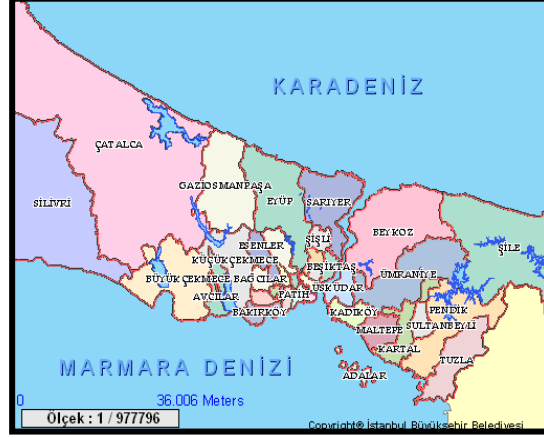 KARADENİZ
ÇATALCA
GAZİOSMANPAŞA
EYÜP
SARIYER
SİLİVRİ
BEYKOZ
ŞİŞLİ
ESENLER
ŞİLE
KÜÇÜKÇEKMECE
BEŞİKTAŞ
ÜMRANİYE
BÜYÜKÇEKMECE
BAĞCILAR
ÜSKÜDAR
AVCILAR
FATİH
PENDİK
BAKIRKÖY
KADIKÖY
SULTANBEYLİ
MALTEPE
KARTAL
TUZLA
MARMARA DENİZİ
ADALAR
0
36.006 Meters
Ölçek : 1 / 977796
Copyright® İstanbul Büyükşehir Belediyesi